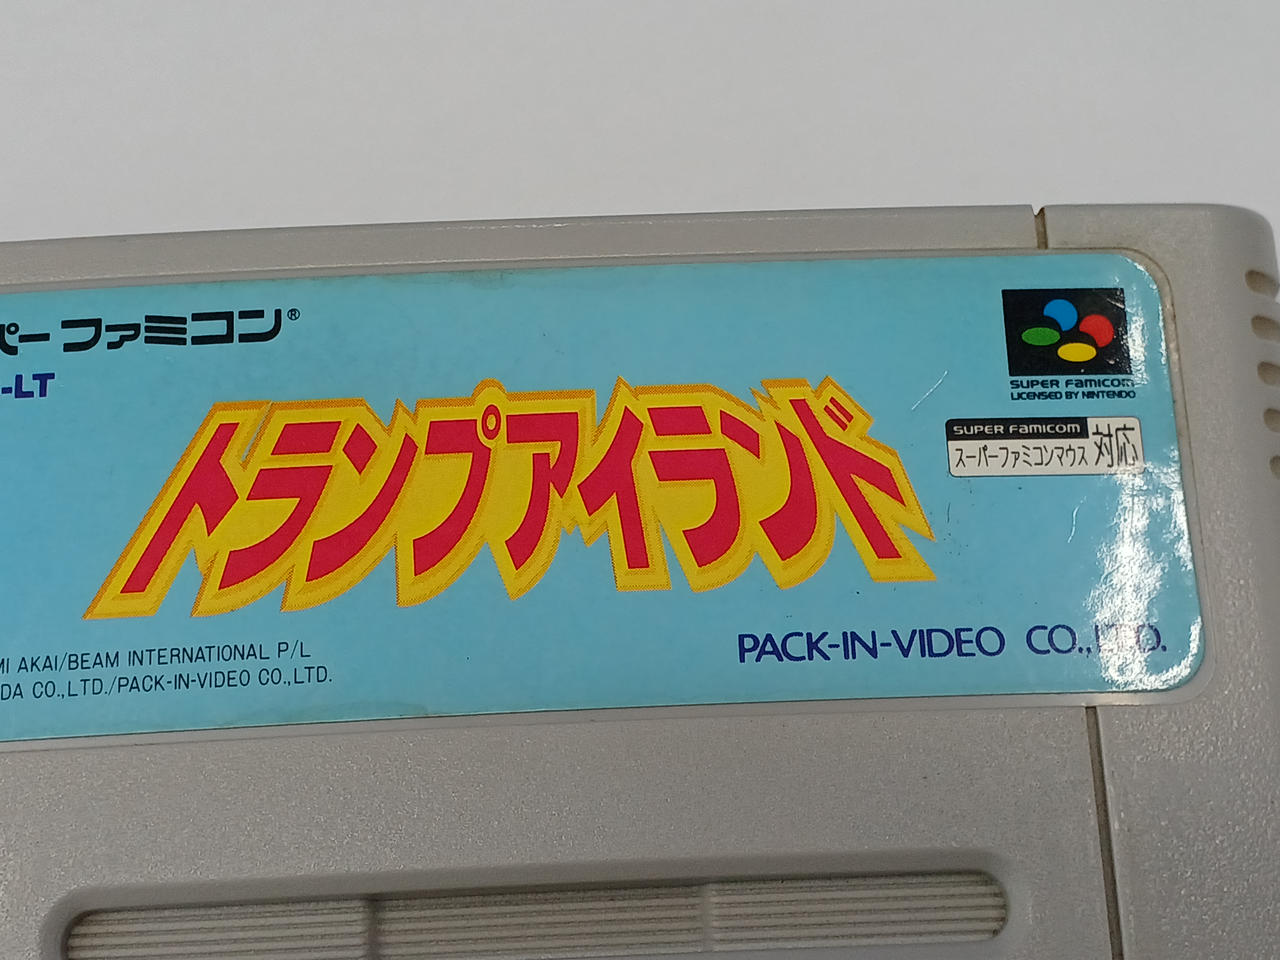 パー ファミコン®
-LT
トランプアイランド
SUPER FAMICOM
LICENSED BY NINTENDO
SUPER FAMICOM
スーパーファミコンマウス 対応
PACK-IN-VIDEO CO.,LTD.
MI AKAI/BEAM INTERNATIONAL P/L
DA CO.,LTD./PACK-IN-VIDEO CO.,LTD.